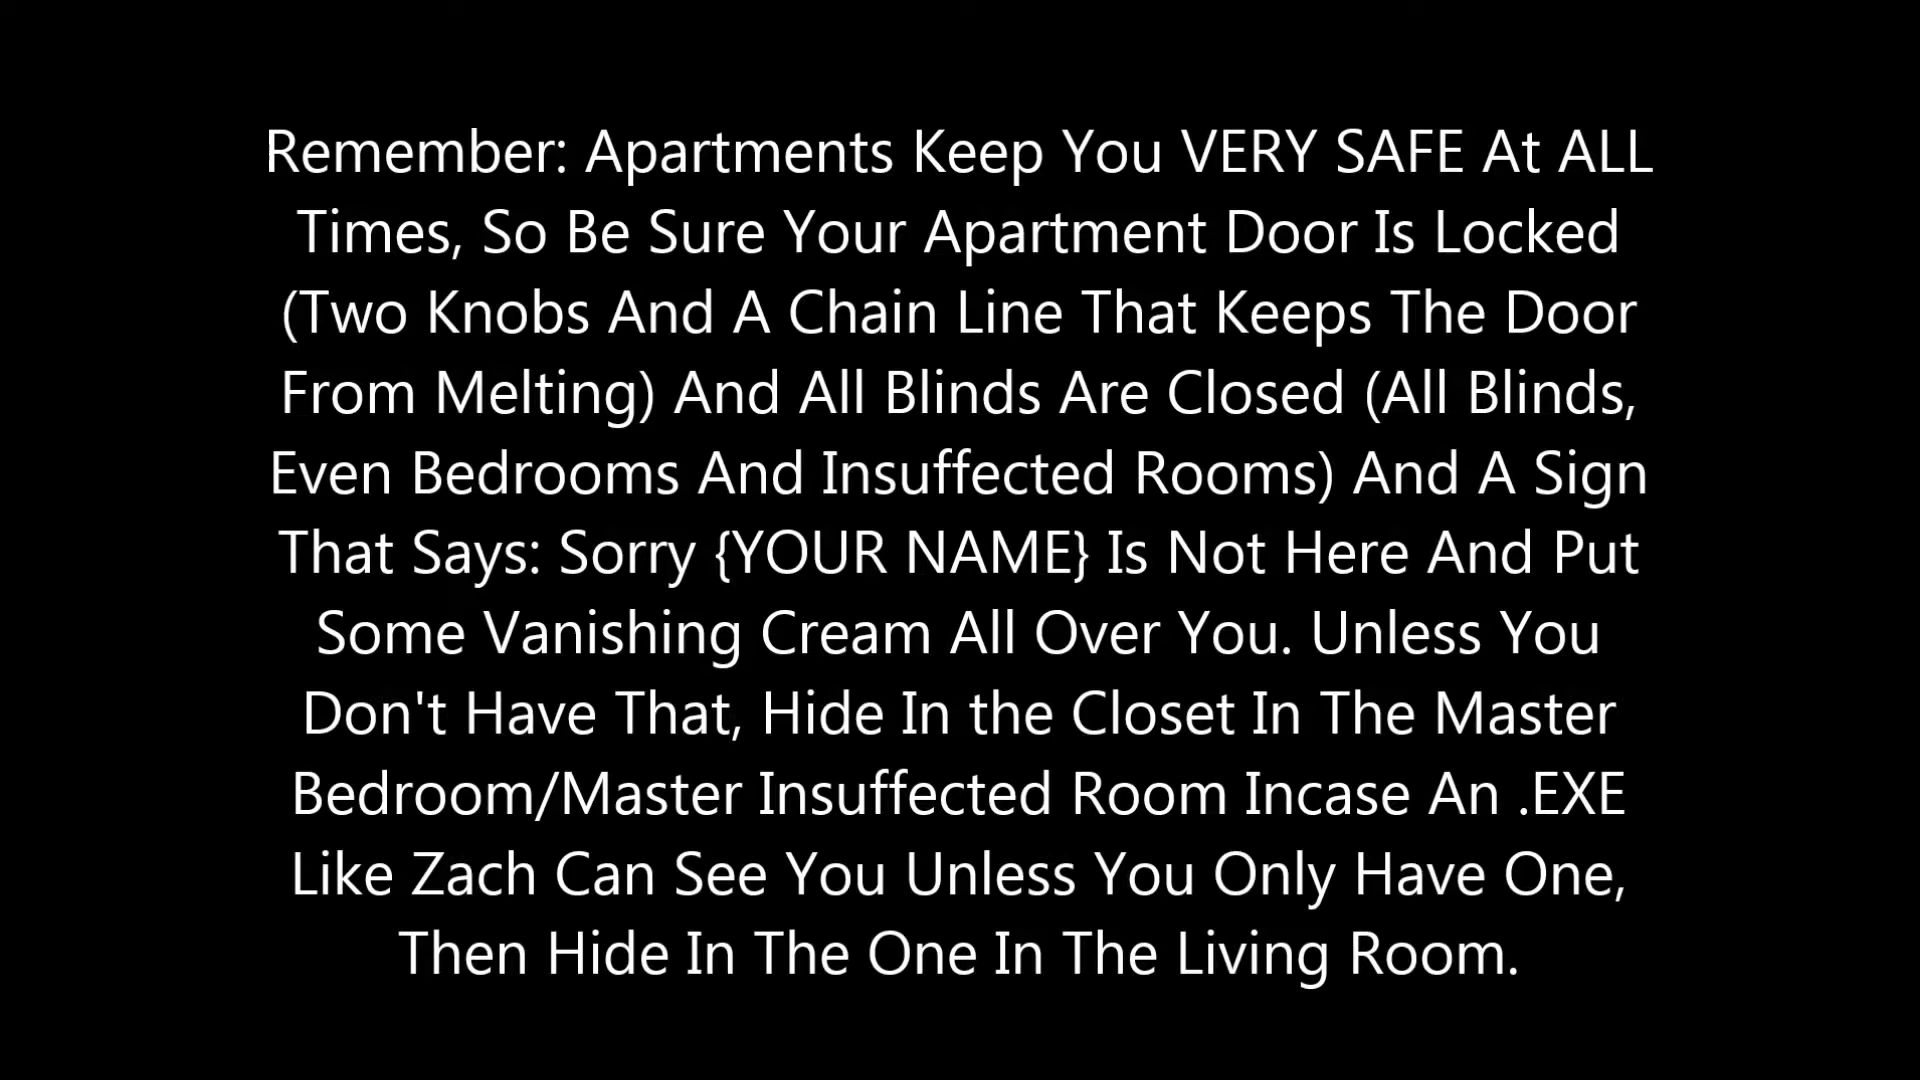 Remember: Apartments Keep You VERY SAFE At ALL
Times, So Be Sure Your Apartment Door Is Locked
(Two Knobs And A Chain Line That Keeps The Door
From Melting) And All Blinds Are Closed (All Blinds,
Even Bedrooms And Insuffected Rooms) And A Sign
That Says: Sorry {YOUR NAME} Is Not Here And Put
Some Vanishing Cream All Over You. Unless You
Don't Have That, Hide In the Closet In The Master
Bedroom/Master Insuffected Room Incase An .EXE
Like Zach Can See You Unless You Only Have One,
Then Hide In The One In The Living Room.